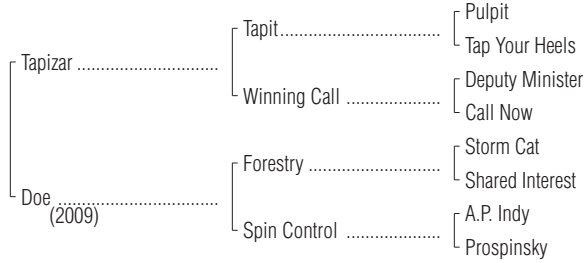 Pulpit
Tapit
Tap Your Heels
Tapizar
Deputy Minister
Winning Call
Call Now
Storm Cat
Forestry
Shared Interest
Doe
(2009)
A.P. Indy
Spin Control
Prospinsky